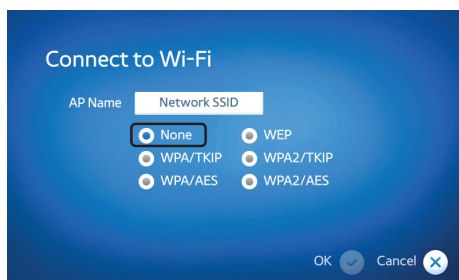 Connect to Wi-Fi
AP Name Network SSID
None WEP
WPA/TKIP WPA2/TKIP
WPA/AES WPA2/AES
OK Cancel